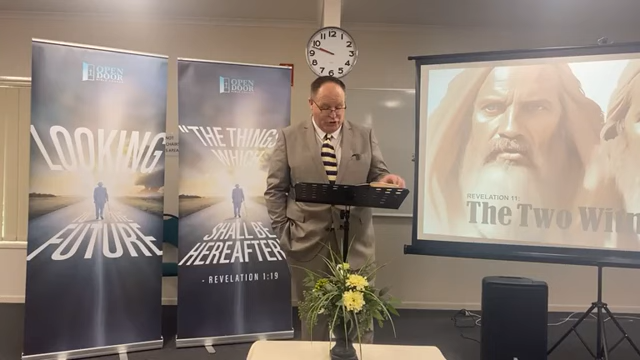 OPEN
DOOR
LOOKING
FUTURE
OPEN
DOOR
"THE THINGS
WHICH
SHALL BE
HEREAFTER
- REVELATION 1:19
REVELATION 11:
The Two Wit